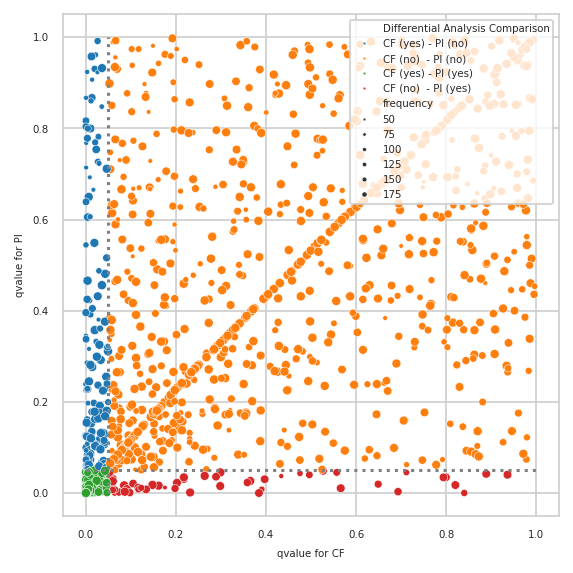 Differential Analysis Comparison
CF (yes) - PI (no)
CF (no)  - PI (no)
CF (yes) - PI (yes)
CF (no)  - PI (yes)
frequency
50
75
100
125
150
175
1.0
0.8
0.6
0.4
0.2
0.0
qvalue for PI
0.0 0.2 0.4 0.6 0.8 1.0
qvalue for CF